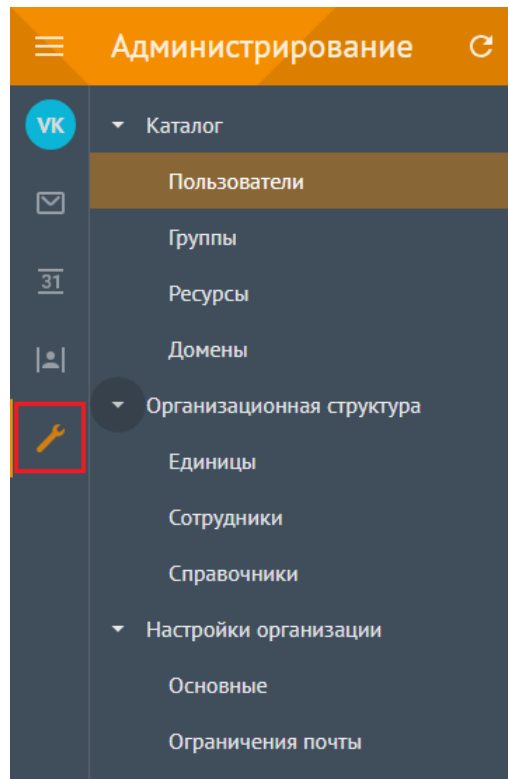 Администрирование
VK
Каталог
Пользователи
Группы
31
Ресурсы
Домены
Организационная структура
Единицы
Сотрудники
Справочники
Настройки организации
Основные
Ограничения почты